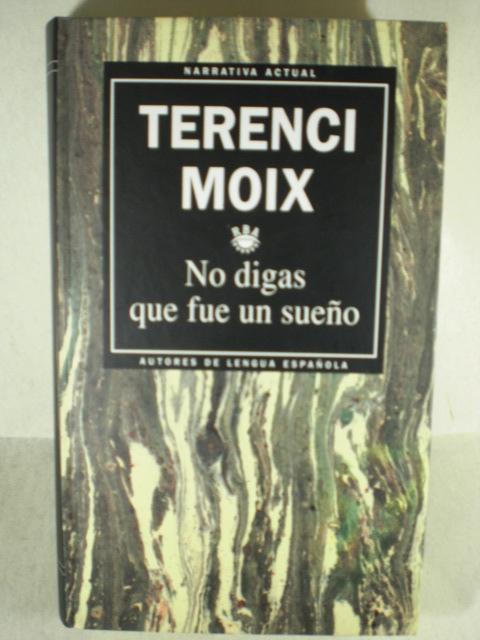 NARRATIVA ACTUAL
TERENCI
MOIX
RBA
No digas
que fue un sueño
AUTORES DE LENGUA ESPAÑOLA